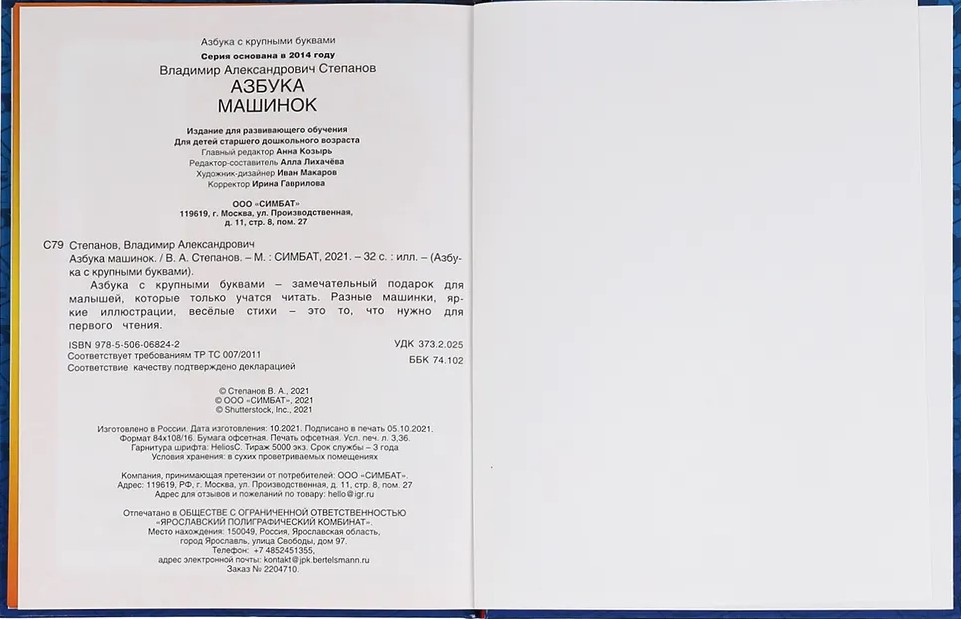 Азбука с крупными буквами
Серия основана в 2014 году
Владимир Александрович Степанов
АЗБУКА
МАШИНОК
Издание для развивающего обучения
Для детей старшего дошкольного возраста
Главный редактор Анна Козырь
Редактор-составитель Алла Лихачёва
Художник-дизайнер Иван Макаров
Корректор Ирина Гаврилова
ООО «СИМБАТ»
119619, г. Москва, ул. Производственная,
д. 11, стр. 8, пом. 27
С79 Степанов, Владимир Александрович
Азбука машинок. / В. А. Степанов. – М. : СИМБАТ, 2021. – 32 с. : илл. – (Азбу-
ка с крупными буквами).
Азбука с крупными буквами – замечательный подарок для
малышей, которые только учатся читать. Разные машинки, яр-
кие иллюстрации, весёлые стихи – это то, что нужно для
первого чтения.
ISBN 978-5-506-06824-2 УДК 373.2.025
Соответствует требованиям ТР ТС 007/2011 ББК 74.102
Соответствие качеству подтверждено декларацией
© Степанов В. А., 2021
© ООО «СИМБАТ», 2021
© Shutterstock, Inc., 2021
Изготовлено в России. Дата изготовления: 10.2021. Подписано в печать 05.10.2021.
Формат 84х108/16. Бумага офсетная. Печать офсетная. Усл. печ. л. 3,36.
Гарнитура шрифта: HeliosC. Тираж 5000 экз. Срок службы – 3 года
Условия хранения: в сухих проветриваемых помещениях
Компания, принимающая претензии от потребителей: ООО «СИМБАТ».
Адрес: 119619, РФ, г. Москва, ул. Производственная, д. 11, стр. 8, пом. 27
Адрес для отзывов и пожеланий по товару: hello@igr.ru
Отпечатано в ОБЩЕСТВЕ С ОГРАНИЧЕННОЙ ОТВЕТСТВЕННОСТЬЮ
«ЯРОСЛАВСКИЙ ПОЛИГРАФИЧЕСКИЙ КОМБИНАТ».
Место нахождения: 150049, Россия, Ярославская область,
город Ярославль, улица Свободы, дом 97.
Телефон: +7 4852451355,
адрес электронной почты: kontakt@jpk.bertelsmann.ru
Заказ № 2204710.